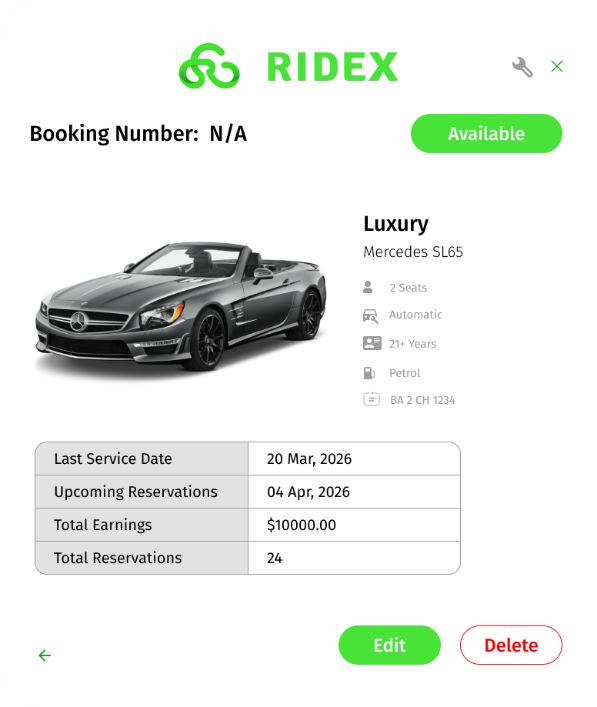 RIDEX
Booking Number: N/A
Available
Luxury
Mercedes SL65
2 Seats
Automatic
21+ Years
Petrol
BA 2 CH 1234
Last Service Date 20 Mar, 2026
Upcoming Reservations 04 Apr, 2026
Total Earnings $10000.00
Total Reservations 24
Edit Delete